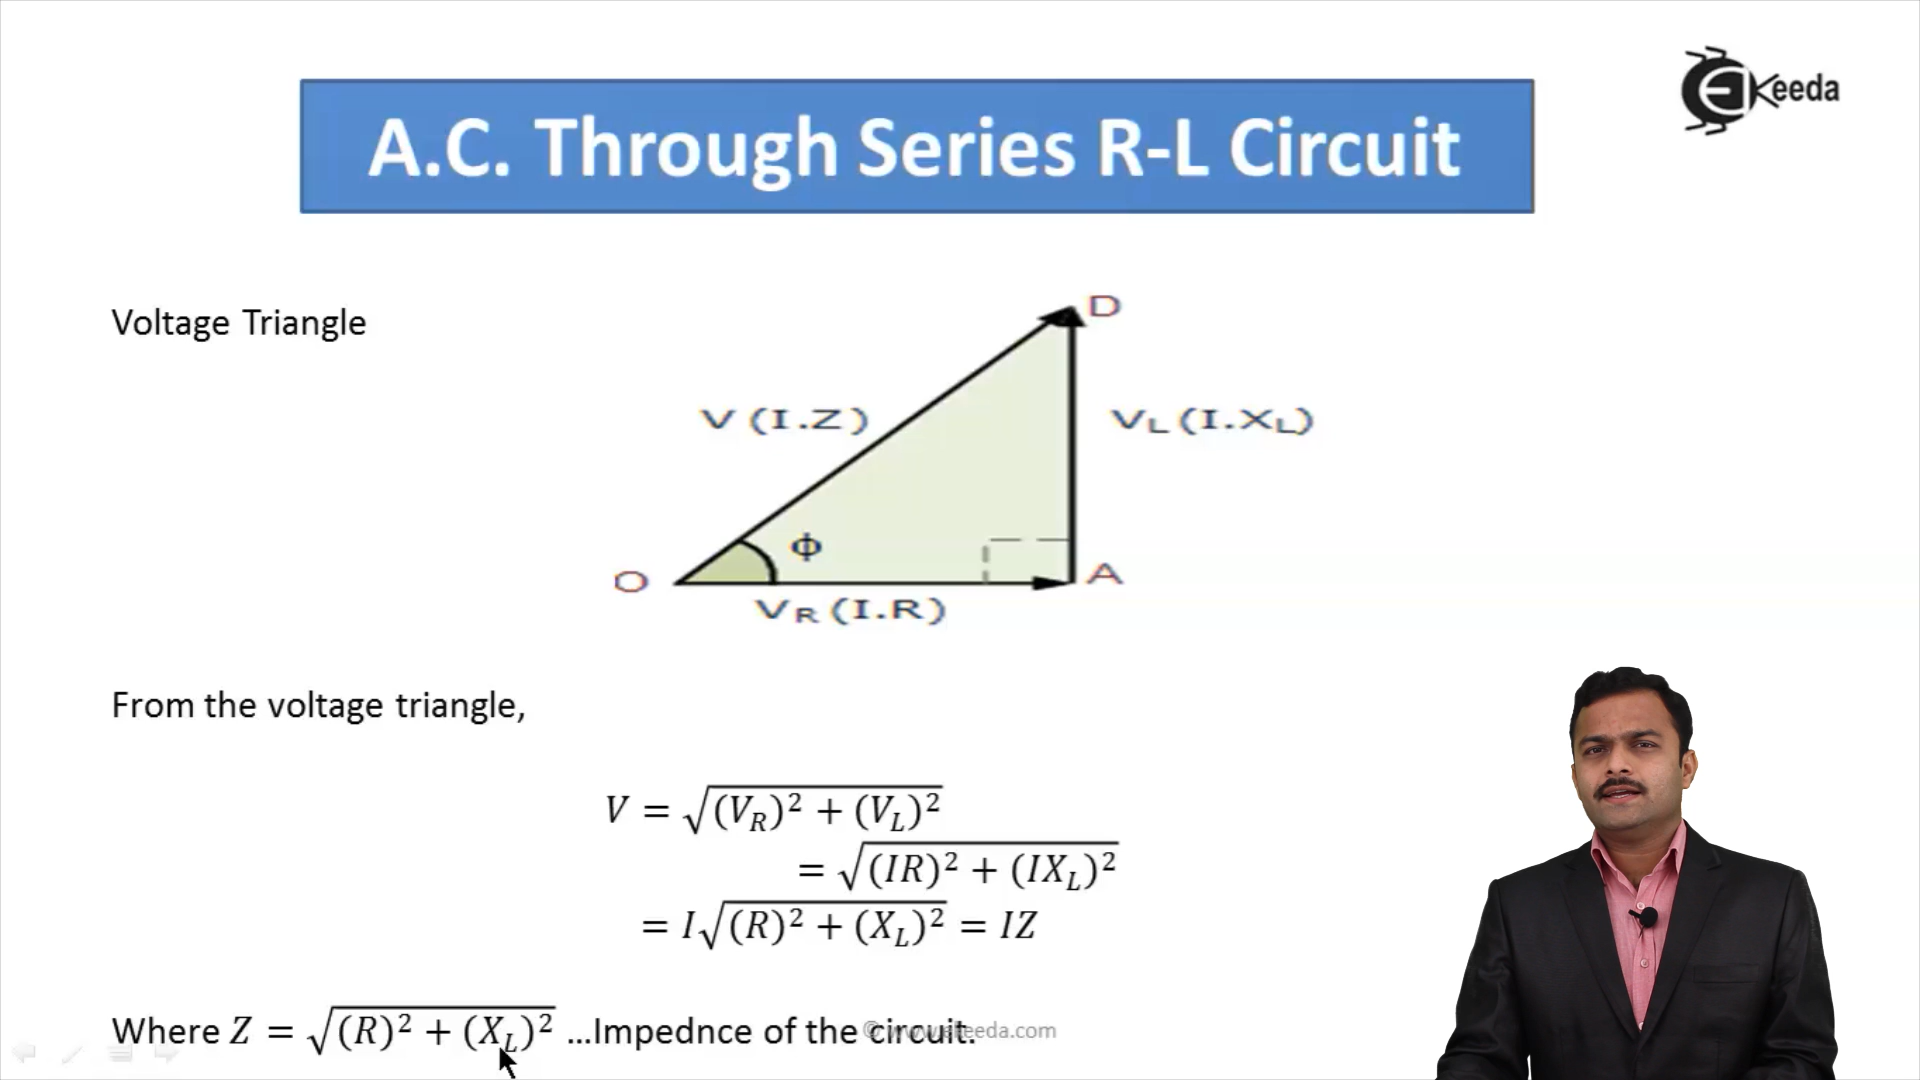 Ekeeda
A.C. Through Series R-L Circuit
Voltage Triangle
D
V (I.Z)
V_L (I.X_L)
ϕ
O
A
V_R (I.R)
From the voltage triangle,
V = √((V_R)² + (V_L)²)
= √((IR)² + (IX_L)²)
= I√((R)² + (X_L)²) = IZ
Where Z = √((R)² + (X_L)²) ...Impednce of the circuit.
© www.ekeeda.com